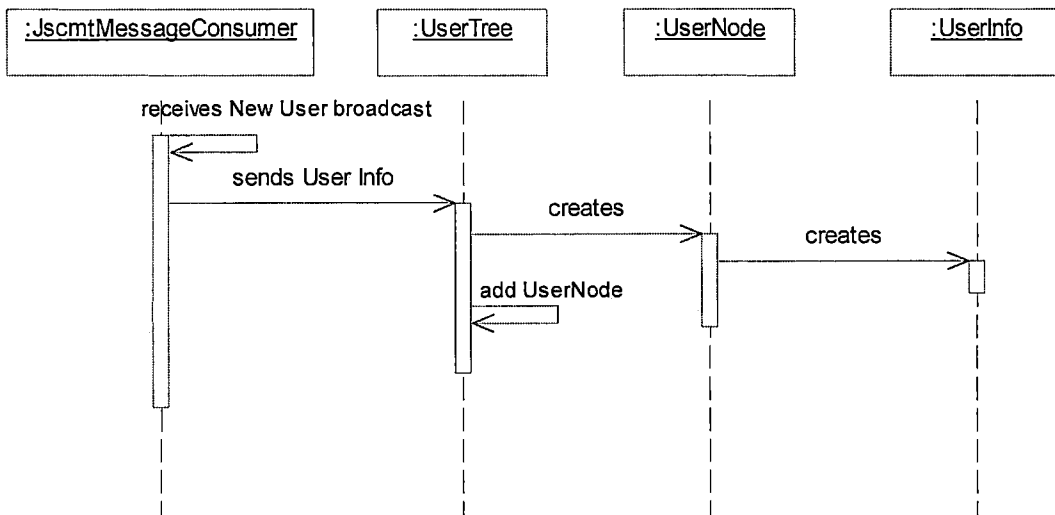 :JscmtMessageConsumer
:UserTree
:UserNode
:UserInfo
receives New User broadcast
sends User Info
creates
creates
add UserNode